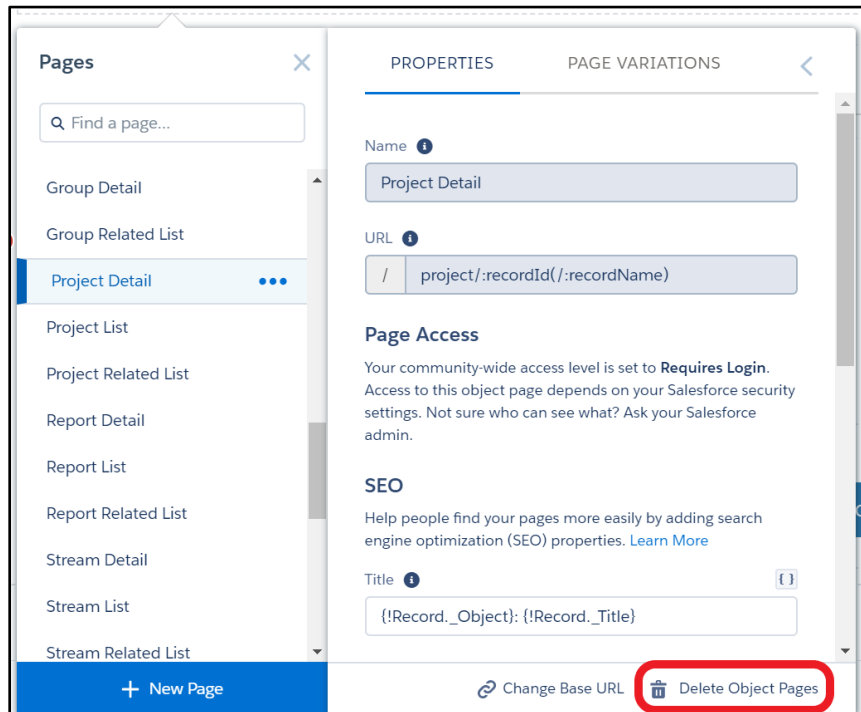 Pages
Find a page...
Group Detail
Group Related List
Project Detail
Project List
Project Related List
Report Detail
Report List
Report Related List
Stream Detail
Stream List
Stream Related List
+ New Page
PROPERTIES PAGE VARIATIONS
Name
Project Detail
URL
/ project/:recordId(/:recordName)
Page Access
Your community-wide access level is set to Requires Login.
Access to this object page depends on your Salesforce security
settings. Not sure who can see what? Ask your Salesforce
admin.
SEO
Help people find your pages more easily by adding search
engine optimization (SEO) properties. Learn More
Title { }
{!Record._Object}: {!Record._Title}
Change Base URL Delete Object Pages